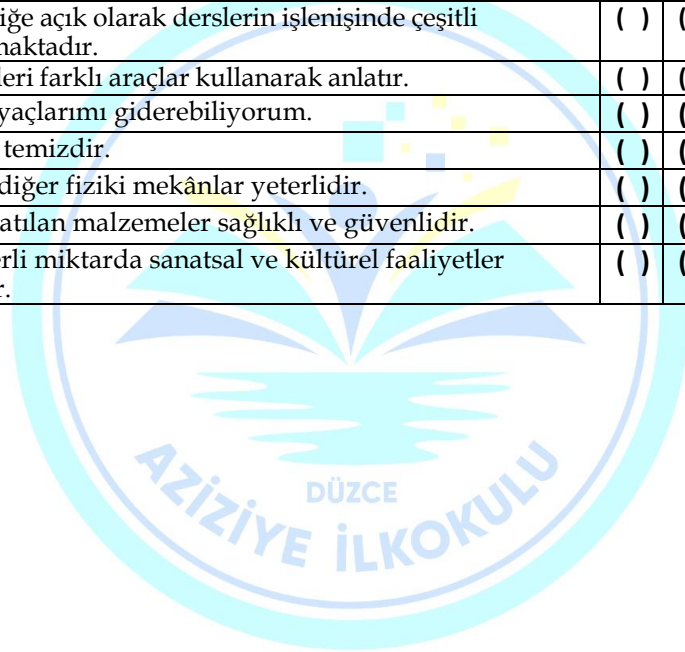 iğe açık olarak derslerin işlenişinde çeşitli ( ) (
naktadır.
leri farklı araçlar kullanarak anlatır. ( ) (
yaçlarımı giderebiliyorum. ( ) (
temizdir. ( ) (
diğer fiziki mekânlar yeterlidir. ( ) (
atılan malzemeler sağlıklı ve güvenlidir. ( ) (
erli miktarda sanatsal ve kültürel faaliyetler ( ) (
r.
DÜZCE
AZİZİYE İLKOKULU